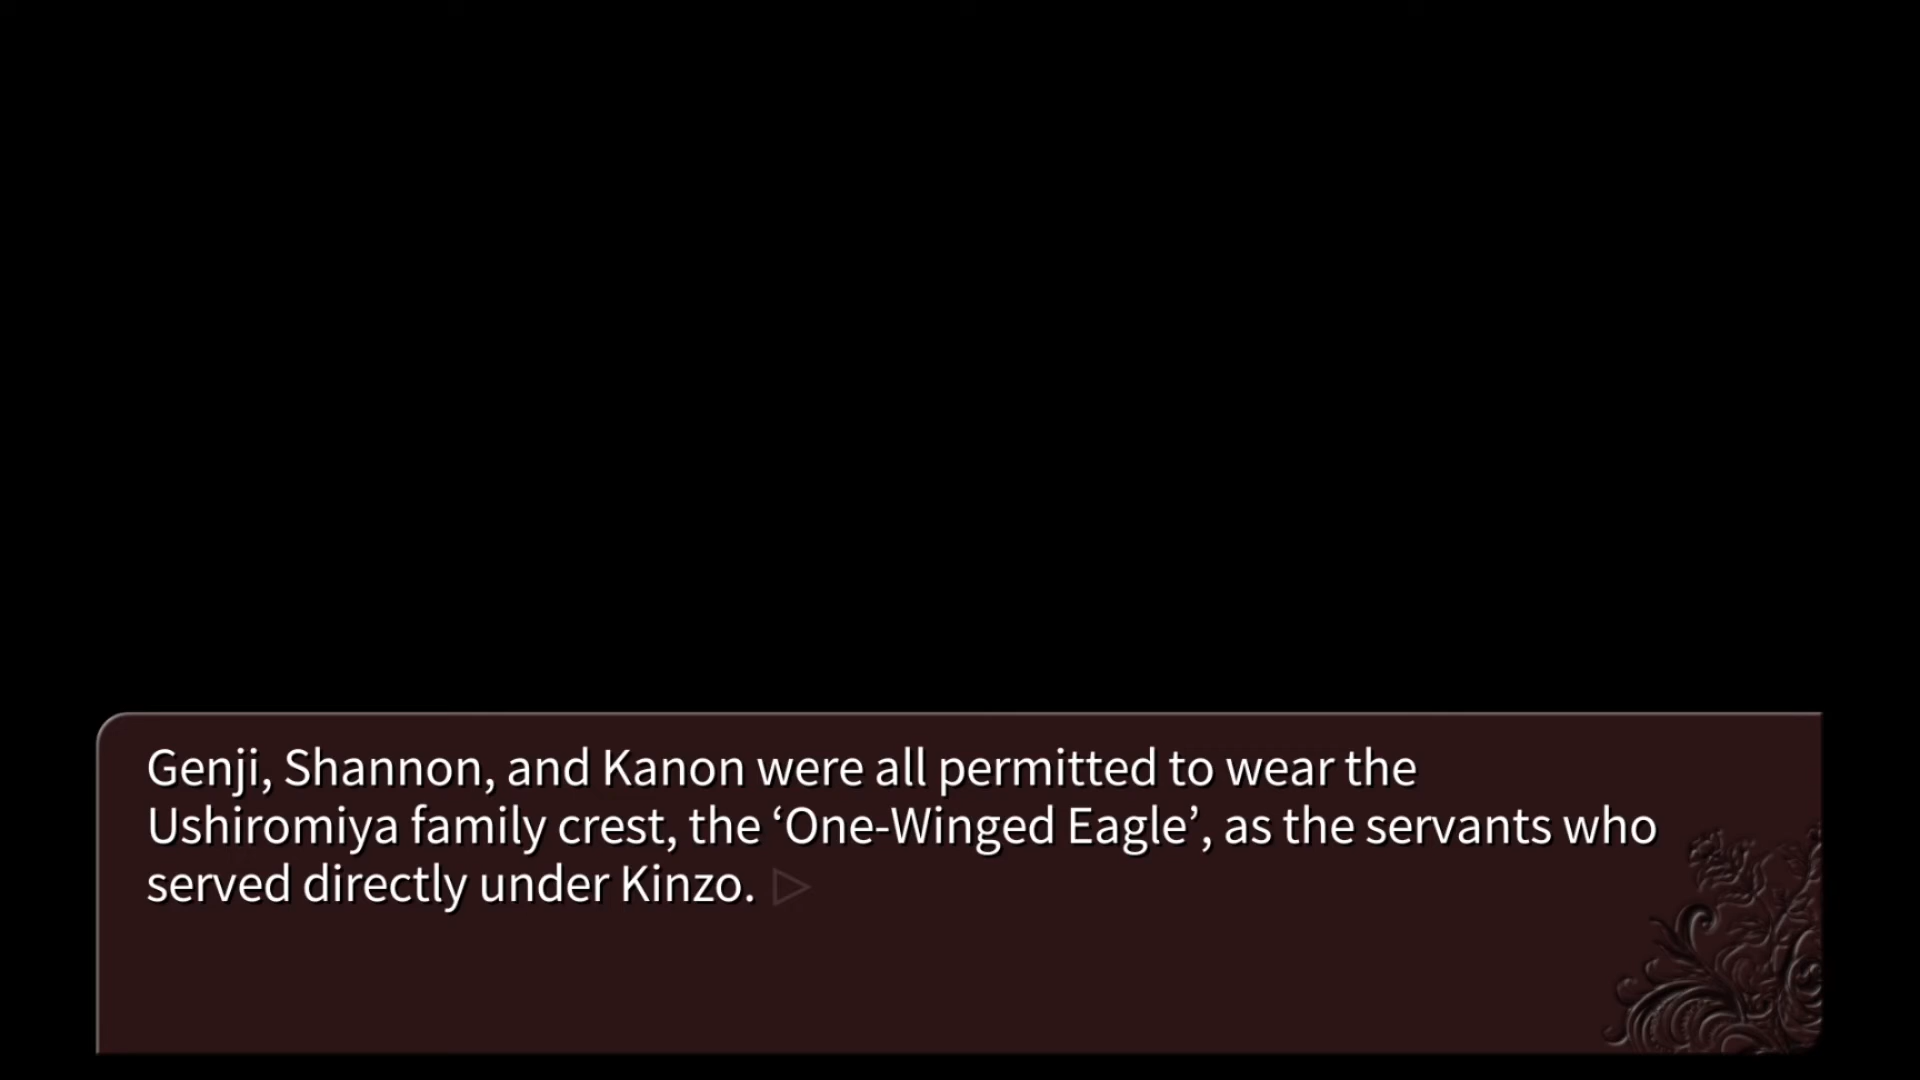 Genji, Shannon, and Kanon were all permitted to wear the
Ushiromiya family crest, the ‘One-Winged Eagle’, as the servants who
served directly under Kinzo.